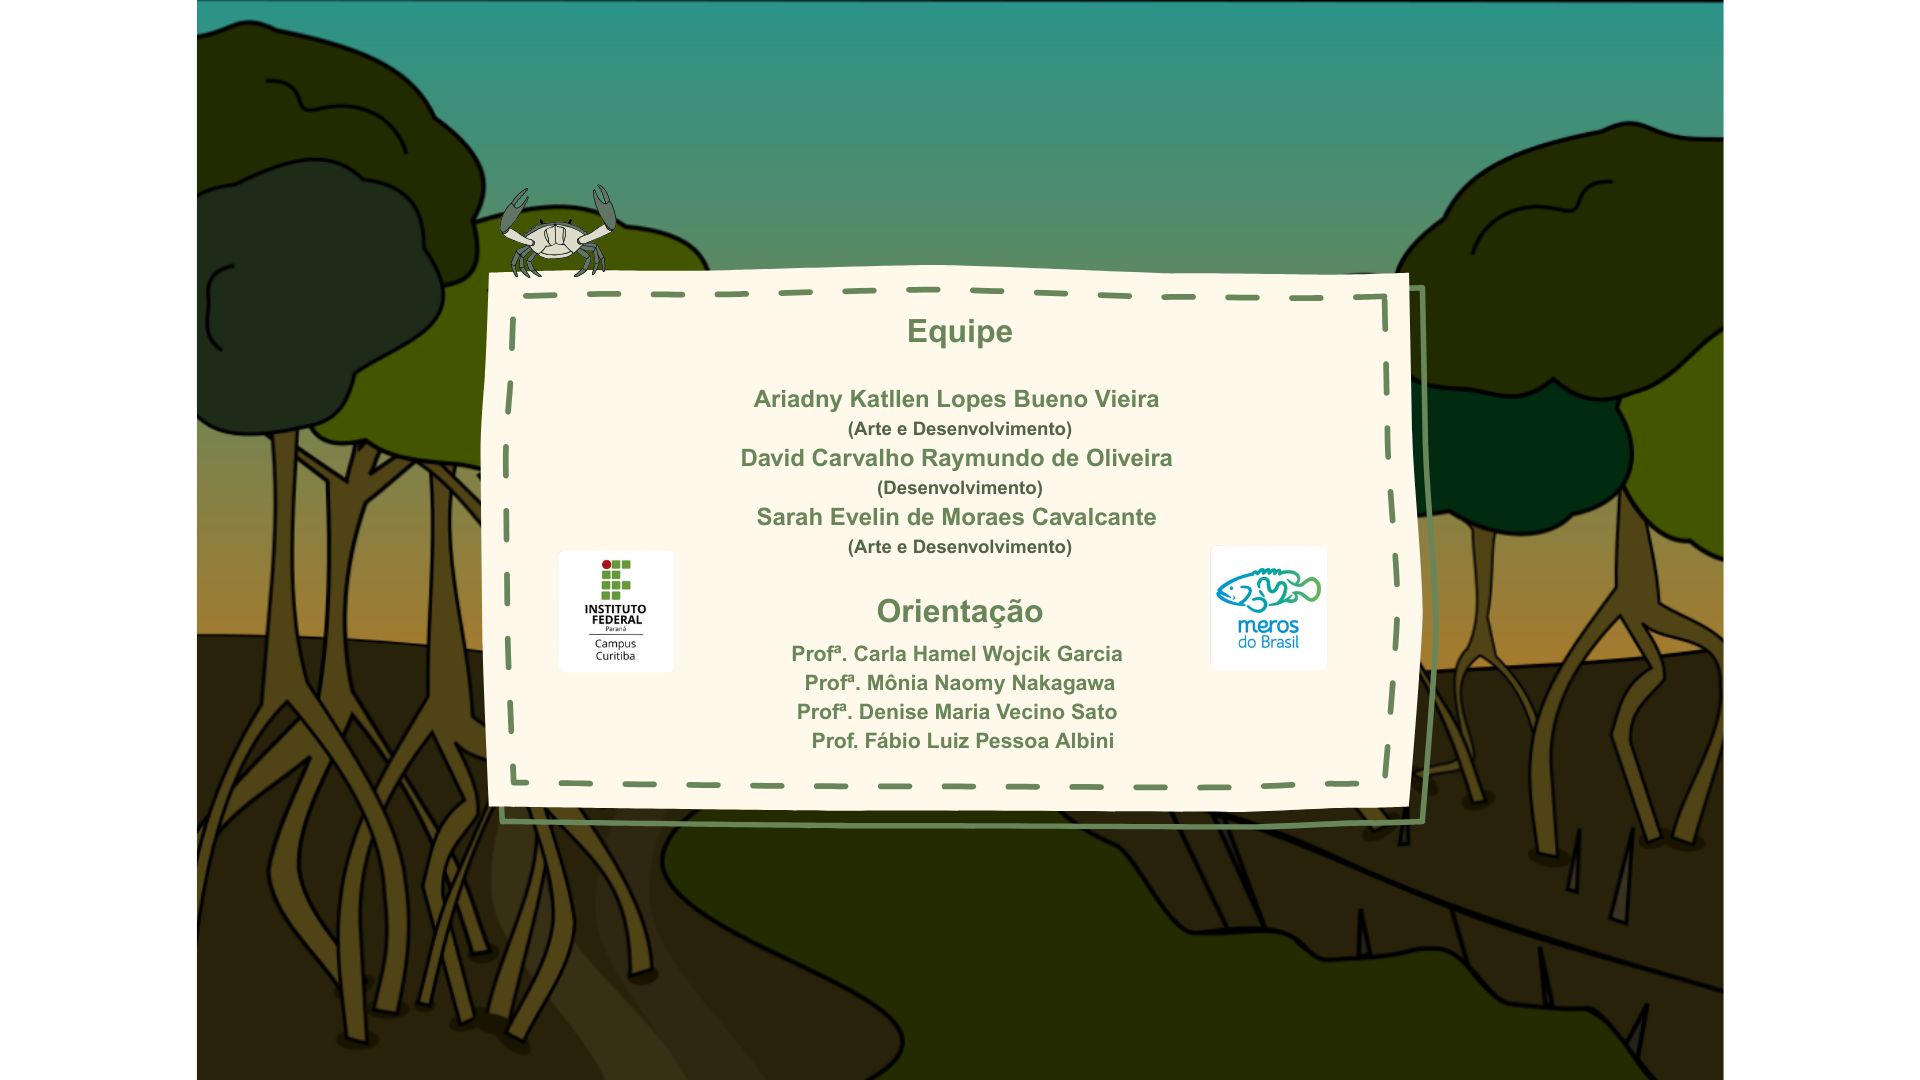 Equipe
Ariadny Katllen Lopes Bueno Vieira
(Arte e Desenvolvimento)
David Carvalho Raymundo de Oliveira
(Desenvolvimento)
Sarah Evelin de Moraes Cavalcante
(Arte e Desenvolvimento)
INSTITUTO
FEDERAL
Paraná
Campus
Curitiba
meros
do Brasil
Orientação
Profª. Carla Hamel Wojcik Garcia
Profª. Mônia Naomy Nakagawa
Profª. Denise Maria Vecino Sato
Prof. Fábio Luiz Pessoa Albini